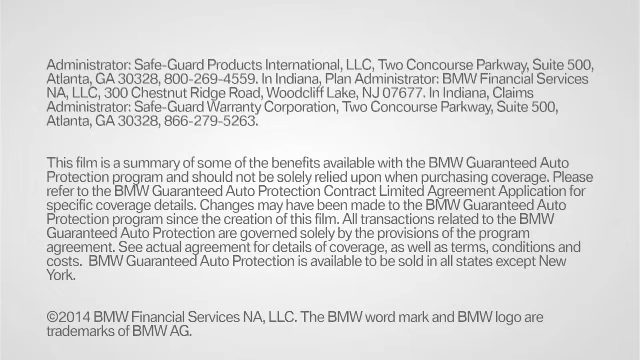 Administrator: Safe-Guard Products International, LLC, Two Concourse Parkway, Suite 500,
Atlanta, GA 30328, 800-269-4559. In Indiana, Plan Administrator: BMW Financial Services
NA, LLC, 300 Chestnut Ridge Road, Woodcliff Lake, NJ 07677. In Indiana, Claims
Administrator: Safe-Guard Warranty Corporation, Two Concourse Parkway, Suite 500,
Atlanta, GA 30328, 866-279-5263.
This film is a summary of some of the benefits available with the BMW Guaranteed Auto
Protection program and should not be solely relied upon when purchasing coverage. Please
refer to the BMW Guaranteed Auto Protection Contract Limited Agreement Application for
specific coverage details. Changes may have been made to the BMW Guaranteed Auto
Protection program since the creation of this film. All transactions related to the BMW
Guaranteed Auto Protection are governed solely by the provisions of the program
agreement. See actual agreement for details of coverage, as well as terms, conditions and
costs. BMW Guaranteed Auto Protection is available to be sold in all states except New
York.
©2014 BMW Financial Services NA, LLC. The BMW word mark and BMW logo are
trademarks of BMW AG.